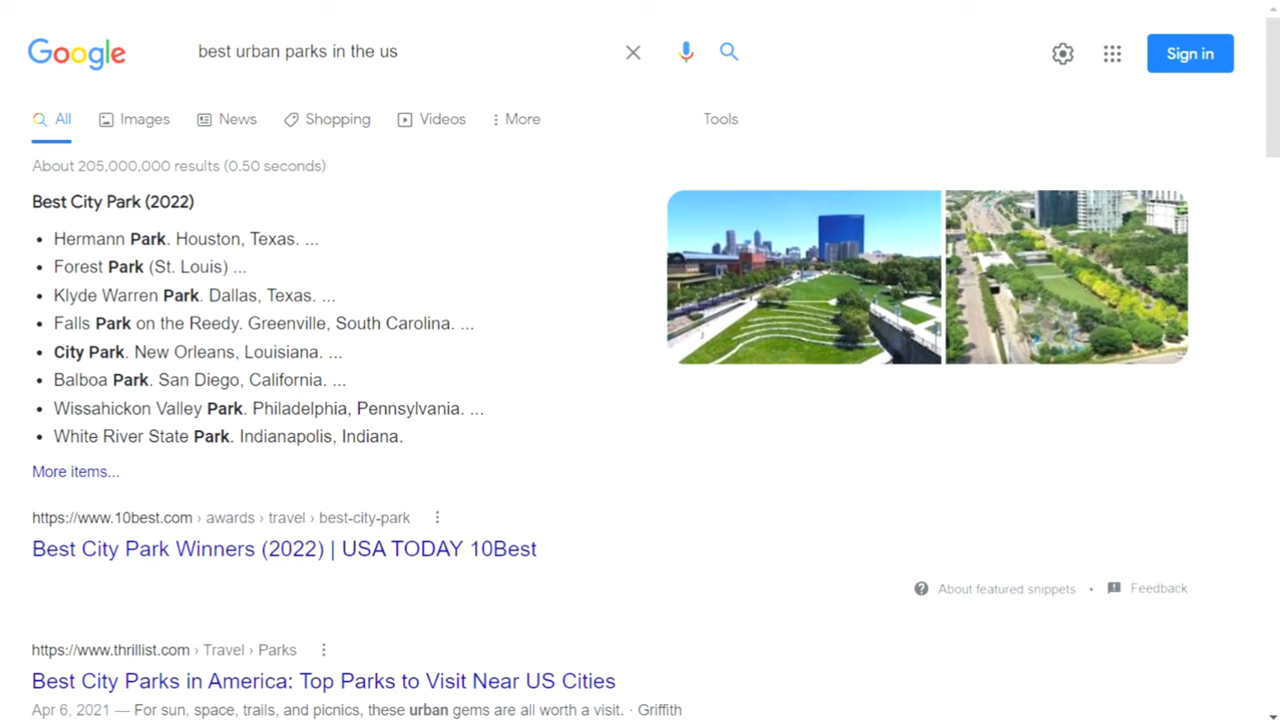 Google best urban parks in the us Sign in
All Images News Shopping Videos More Tools
About 205,000,000 results (0.50 seconds)
Best City Park (2022)
• Hermann Park. Houston, Texas. ...
• Forest Park (St. Louis) ...
• Klyde Warren Park. Dallas, Texas. ...
• Falls Park on the Reedy. Greenville, South Carolina. ...
• City Park. New Orleans, Louisiana. ...
• Balboa Park. San Diego, California. ...
• Wissahickon Valley Park. Philadelphia, Pennsylvania. ...
• White River State Park. Indianapolis, Indiana.
More items...
https://www.10best.com › awards › travel › best-city-park
Best City Park Winners (2022) | USA TODAY 10Best
About featured snippets • Feedback
https://www.thrillist.com › Travel › Parks
Best City Parks in America: Top Parks to Visit Near US Cities
Apr 6, 2021 — For sun, space, trails, and picnics, these urban gems are all worth a visit. · Griffith